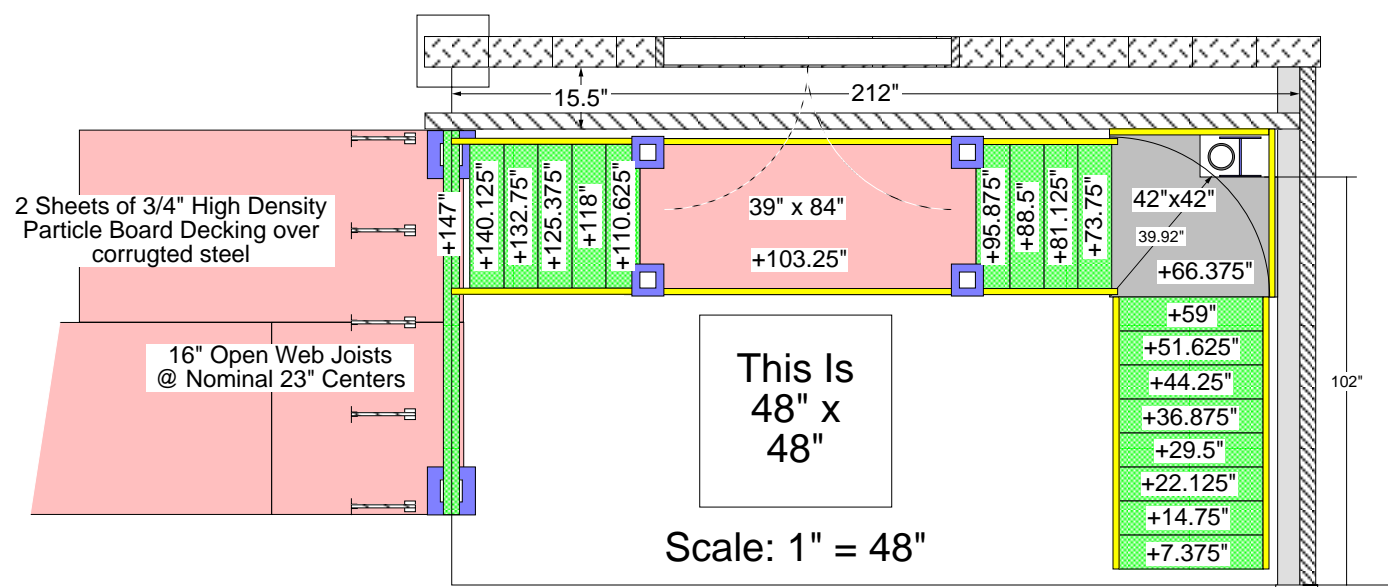 15.5"
212"
2 Sheets of 3/4" High Density
Particle Board Decking over
corrugted steel
+147"
+140.125"
+132.75"
+125.375"
+118"
+110.625"
39" x 84"
+103.25"
+95.875"
+88.5"
+81.125"
+73.75"
42"x42"
39.92"
+66.375"
16" Open Web Joists
@ Nominal 23" Centers
This Is
48" x
48"
Scale: 1" = 48"
+59"
+51.625"
+44.25"
+36.875"
+29.5"
+22.125"
+14.75"
+7.375"
102"